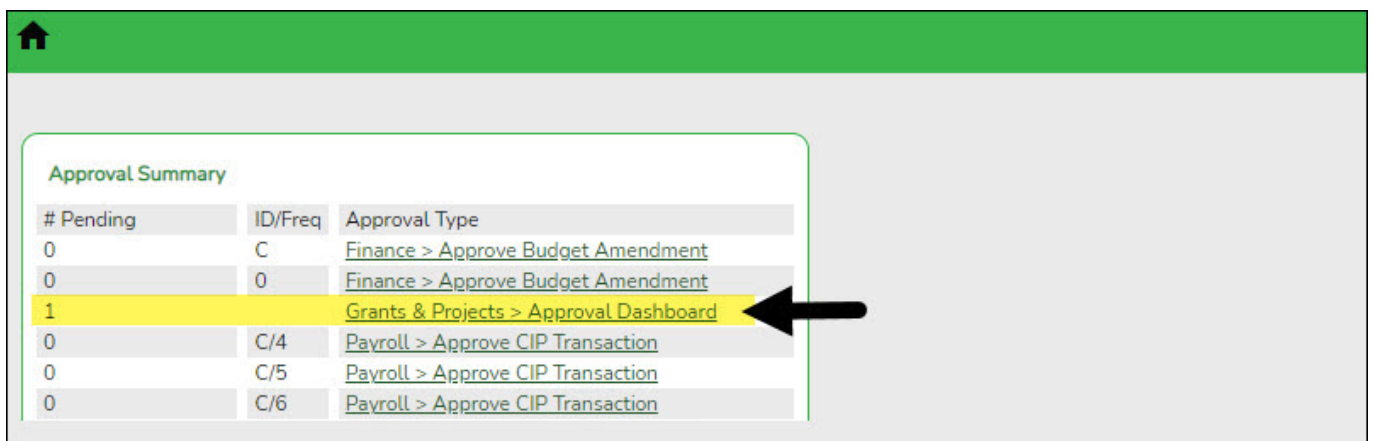 Approval Summary
# Pending ID/Freq Approval Type
0 C Finance > Approve Budget Amendment
0 0 Finance > Approve Budget Amendment
1 Grants & Projects > Approval Dashboard
0 C/4 Payroll > Approve CIP Transaction
0 C/5 Payroll > Approve CIP Transaction
0 C/6 Payroll > Approve CIP Transaction